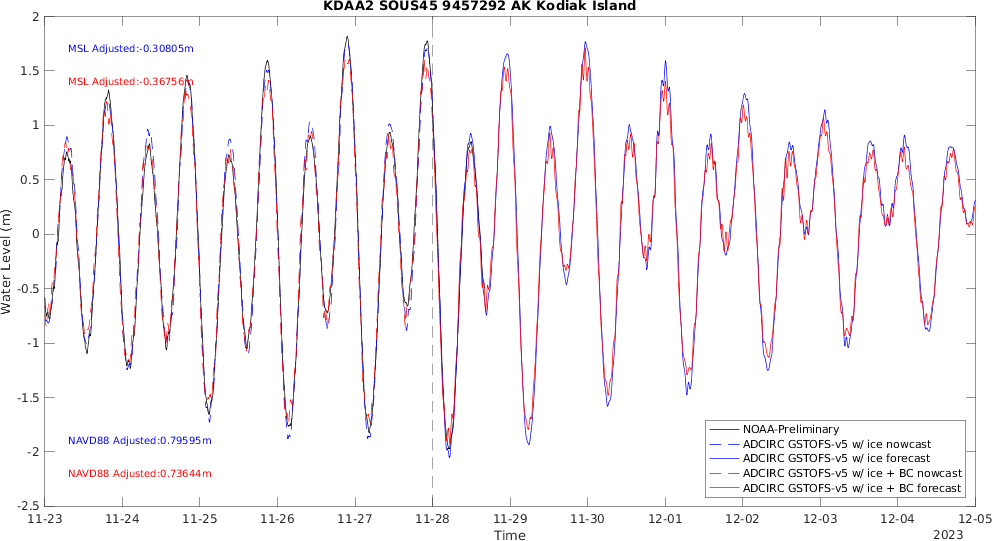 KDAA2 SOUS45 9457292 AK Kodiak Island
MSL Adjusted:-0.30805m
MSL Adjusted:-0.36756m
NAVD88 Adjusted:0.79595m
NAVD88 Adjusted:0.73644m
Water Level (m)
2
1.5
1
0.5
0
-0.5
-1
-1.5
-2
-2.5
NOAA-Preliminary
ADCIRC GSTOFS-v5 w/ ice nowcast
ADCIRC GSTOFS-v5 w/ ice forecast
ADCIRC GSTOFS-v5 w/ ice + BC nowcast
ADCIRC GSTOFS-v5 w/ ice + BC forecast
11-23 11-24 11-25 11-26 11-27 11-28 11-29 11-30 12-01 12-02 12-03 12-04 12-05
Time
2023